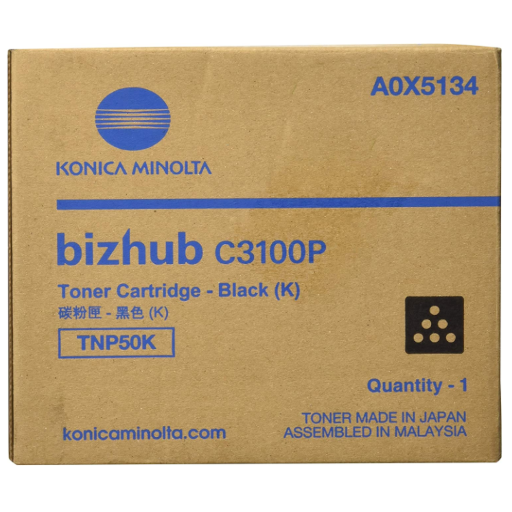 A0X5134
KONICA MINOLTA
bizhub C3100P
Toner Cartridge - Black (K)
碳粉匣 - 黑色 (K)
TNP50K
Quantity - 1
TONER MADE IN JAPAN
ASSEMBLED IN MALAYSIA
konicaminolta.com